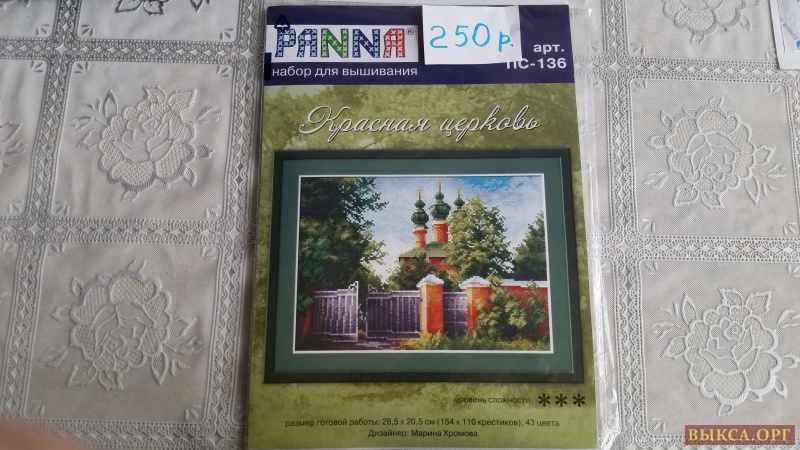 PANNA®
250 р.
арт.
ПС-136
набор для вышивания
Красная церковь
уровень сложности ***
размер готовой работы: 28,5 x 20,5 см (154 x 110 крестиков), 43 цвета
Дизайнер: Марина Хромова
ВЫКСА.ОРГ